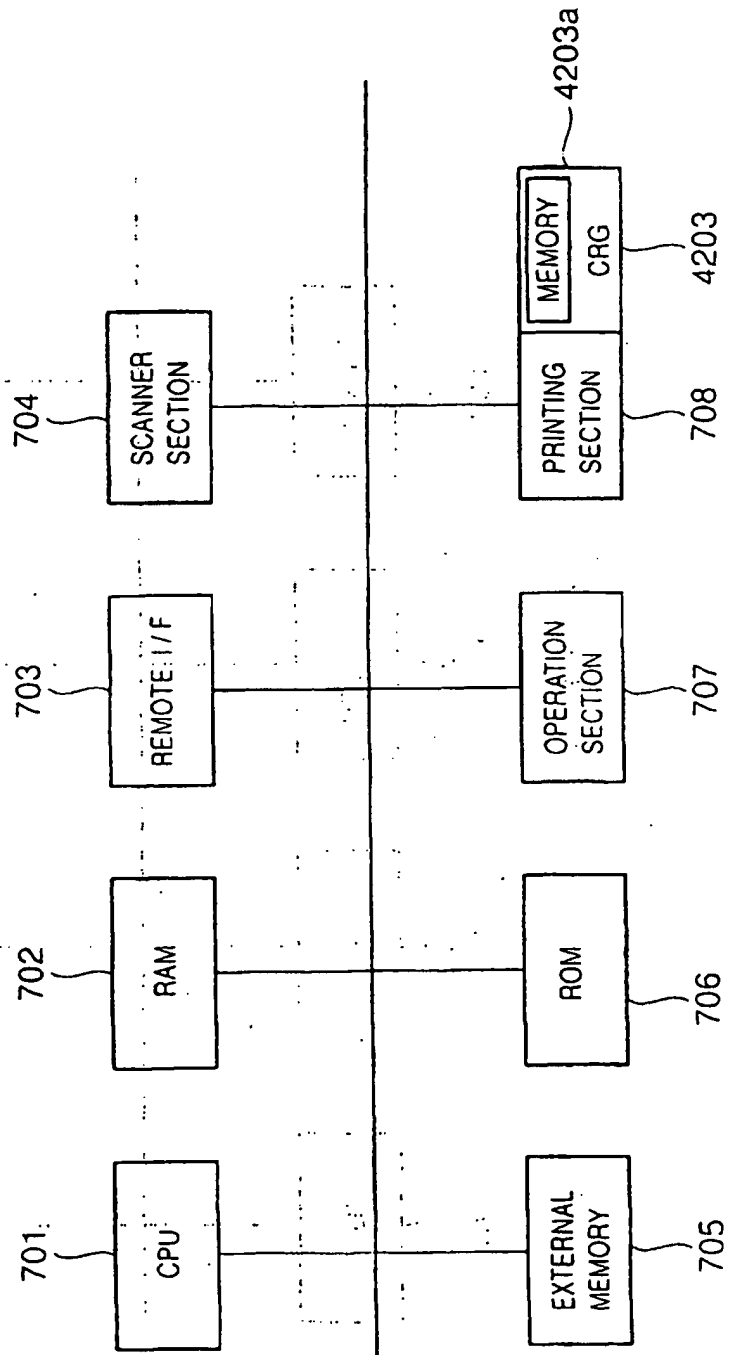 701
CPU
702
RAM
703
REMOTE I/F
704
SCANNER
SECTION
EXTERNAL
MEMORY
705
ROM
706
OPERATION
SECTION
707
PRINTING
SECTION
708
MEMORY
CRG
4203
4203a